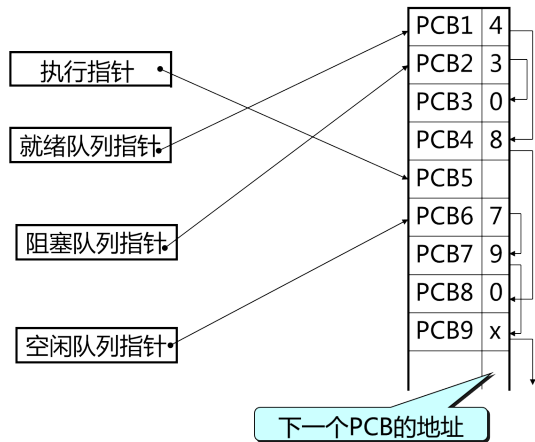 执行指针
就绪队列指针
阻塞队列指针
空闲队列指针
PCB1 4
PCB2 3
PCB3 0
PCB4 8
PCB5
PCB6 7
PCB7 9
PCB8 0
PCB9 x
下一个PCB的地址